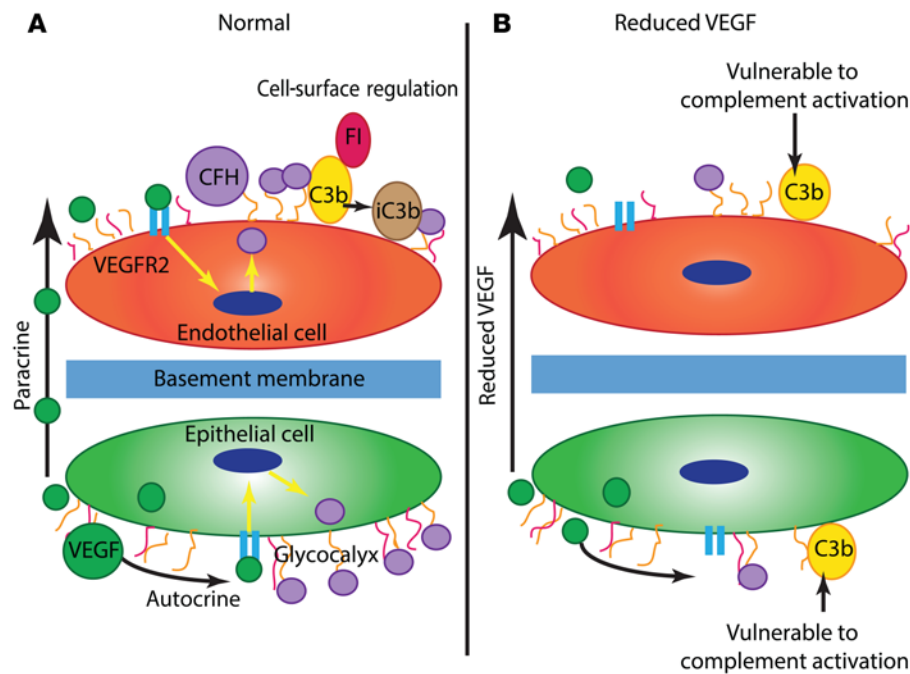 A
Normal
Cell-surface regulation
FI
CFH
C3b
iC3b
VEGFR2
Endothelial cell
Paracrine
Basement membrane
Epithelial cell
VEGF
Glycocalyx
Autocrine
B
Reduced VEGF
Vulnerable to
complement activation
C3b
Reduced VEGF
C3b
Vulnerable to
complement activation